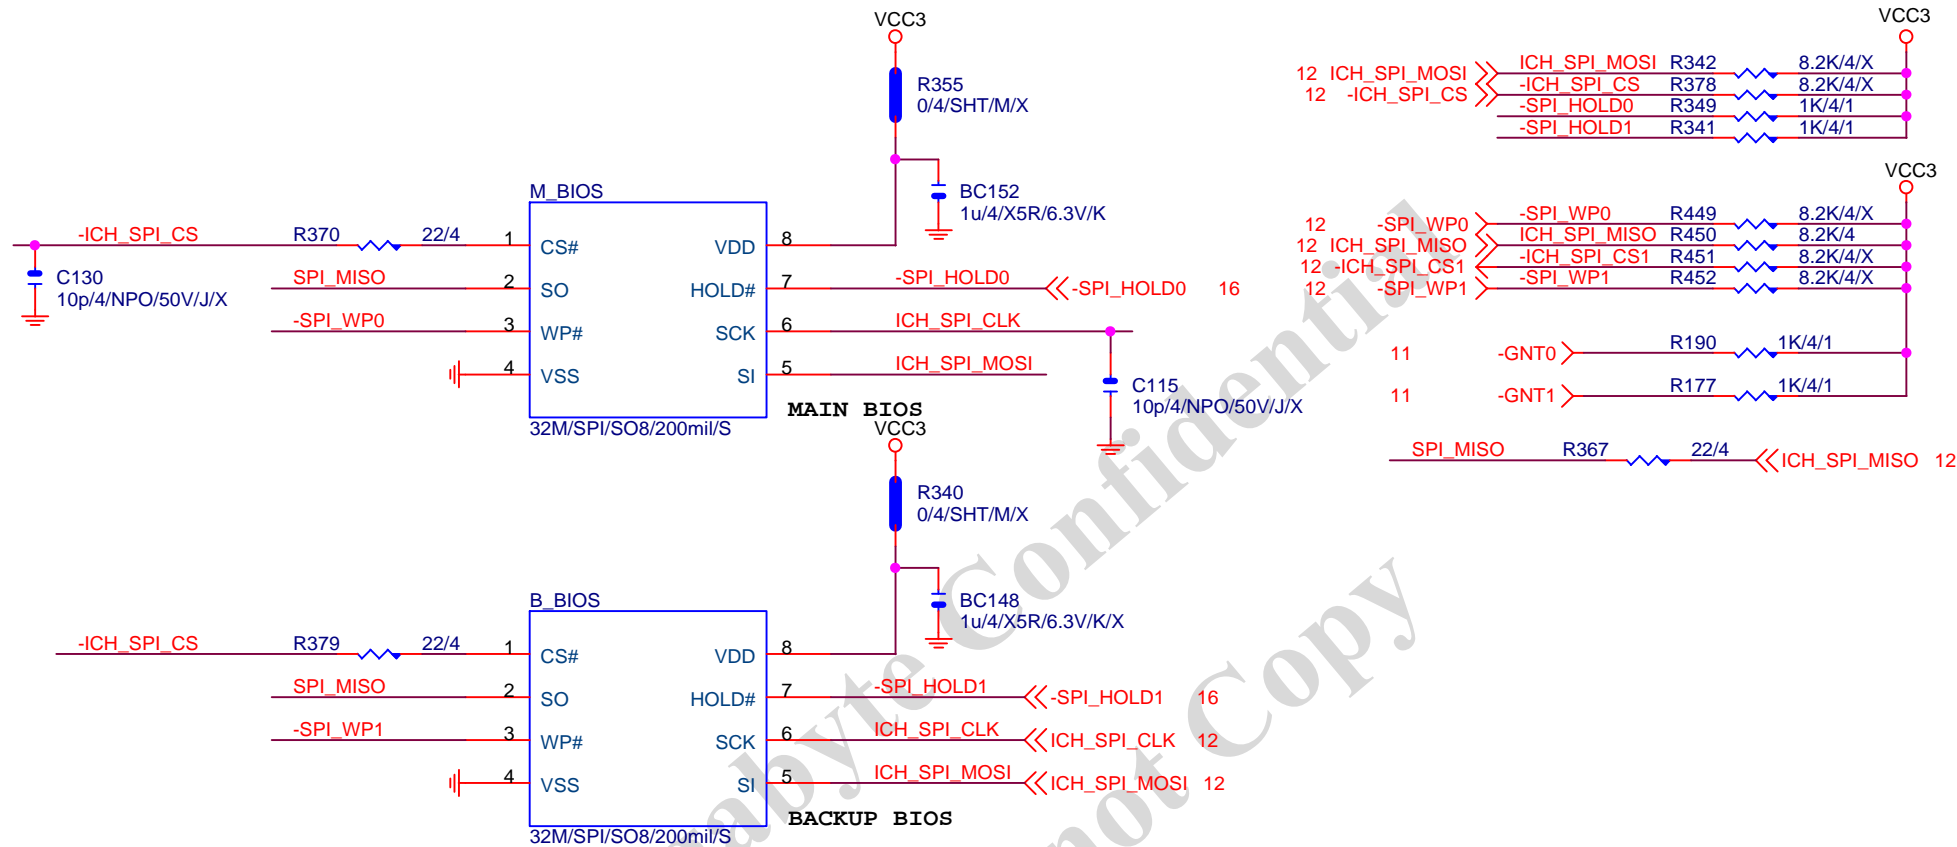 VCC3
R355
0/4/SHT/M/X
BC152
1u/4/X5R/6.3V/K
M_BIOS
-ICH_SPI_CS R370 22/4 1 CS# VDD 8
C130
10p/4/NPO/50V/J/X
SPI_MISO 2 SO HOLD# 7 -SPI_HOLD0 -SPI_HOLD0 16
-SPI_WP0 3 WP# SCK 6 ICH_SPI_CLK
4 VSS SI 5 ICH_SPI_MOSI
C115
10p/4/NPO/50V/J/X
MAIN BIOS
32M/SPI/SO8/200mil/S
VCC3
R340
0/4/SHT/M/X
BC148
1u/4/X5R/6.3V/K/X
B_BIOS
-ICH_SPI_CS R379 22/4 1 CS# VDD 8
SPI_MISO 2 SO HOLD# 7 -SPI_HOLD1 -SPI_HOLD1 16
-SPI_WP1 3 WP# SCK 6 ICH_SPI_CLK ICH_SPI_CLK 12
4 VSS SI 5 ICH_SPI_MOSI ICH_SPI_MOSI 12
BACKUP BIOS
32M/SPI/SO8/200mil/S
VCC3
12 ICH_SPI_MOSI ICH_SPI_MOSI R342 8.2K/4/X
12 -ICH_SPI_CS -ICH_SPI_CS R378 8.2K/4/X
-SPI_HOLD0 R349 1K/4/1
-SPI_HOLD1 R341 1K/4/1
VCC3
12 -SPI_WP0 -SPI_WP0 R449 8.2K/4/X
12 ICH_SPI_MISO ICH_SPI_MISO R450 8.2K/4
12 -ICH_SPI_CS1 -ICH_SPI_CS1 R451 8.2K/4/X
12 -SPI_WP1 -SPI_WP1 R452 8.2K/4/X
11 -GNT0 R190 1K/4/1
11 -GNT1 R177 1K/4/1
SPI_MISO R367 22/4 ICH_SPI_MISO 12
Confidential
not Copy